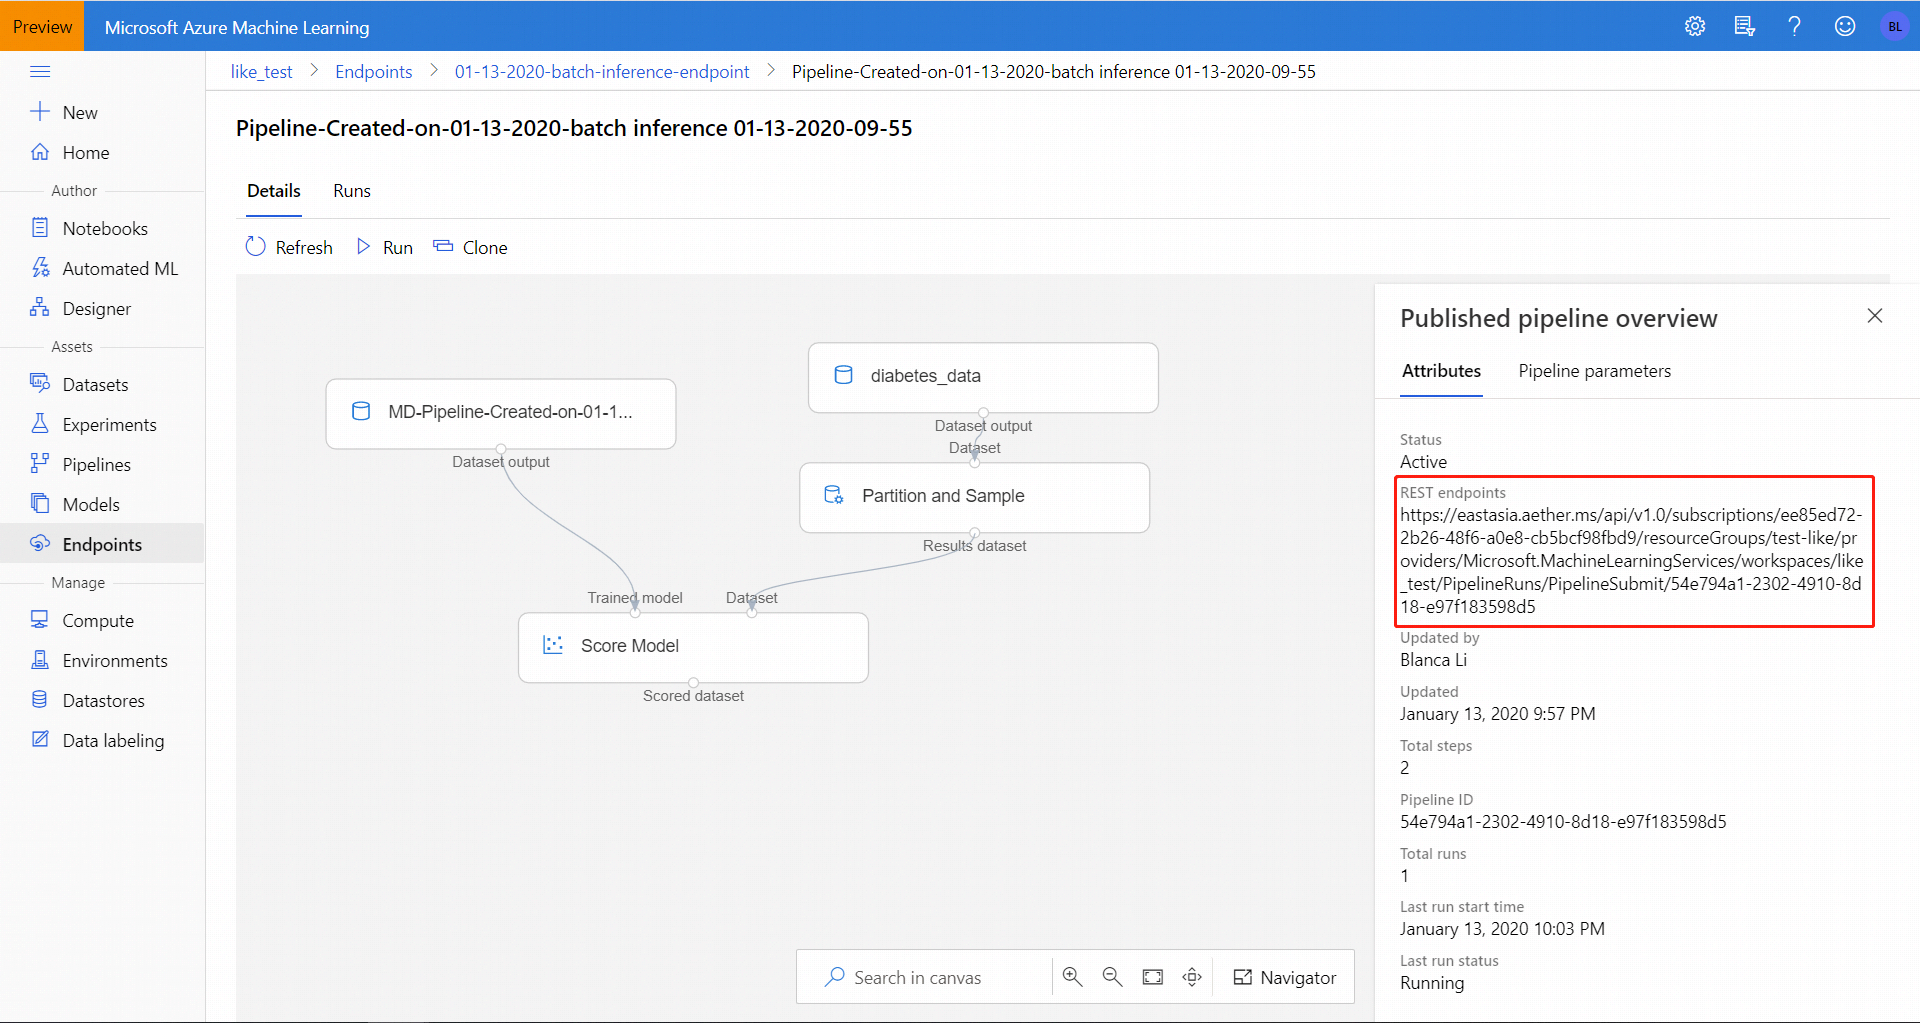 Preview
Microsoft Azure Machine Learning
BL
like_test > Endpoints > 01-13-2020-batch-inference-endpoint > Pipeline-Created-on-01-13-2020-batch inference 01-13-2020-09-55
New
Home
Author
Notebooks
Automated ML
Designer
Assets
Datasets
Experiments
Pipelines
Models
Endpoints
Manage
Compute
Environments
Datastores
Data labeling
Pipeline-Created-on-01-13-2020-batch inference 01-13-2020-09-55
Details Runs
Refresh Run Clone
MD-Pipeline-Created-on-01-1...
Dataset output
diabetes_data
Dataset output
Dataset
Partition and Sample
Results dataset
Trained model
Dataset
Score Model
Scored dataset
Search in canvas
Navigator
Published pipeline overview
Attributes Pipeline parameters
Status
Active
REST endpoints
https://eastasia.aether.ms/api/v1.0/subscriptions/ee85ed72-
2b26-48f6-a0e8-cb5bcf98fbd9/resourceGroups/test-like/pr
oviders/Microsoft.MachineLearningServices/workspaces/like
_test/PipelineRuns/PipelineSubmit/54e794a1-2302-4910-8d
18-e97f183598d5
Updated by
Blanca Li
Updated
January 13, 2020 9:57 PM
Total steps
2
Pipeline ID
54e794a1-2302-4910-8d18-e97f183598d5
Total runs
1
Last run start time
January 13, 2020 10:03 PM
Last run status
Running